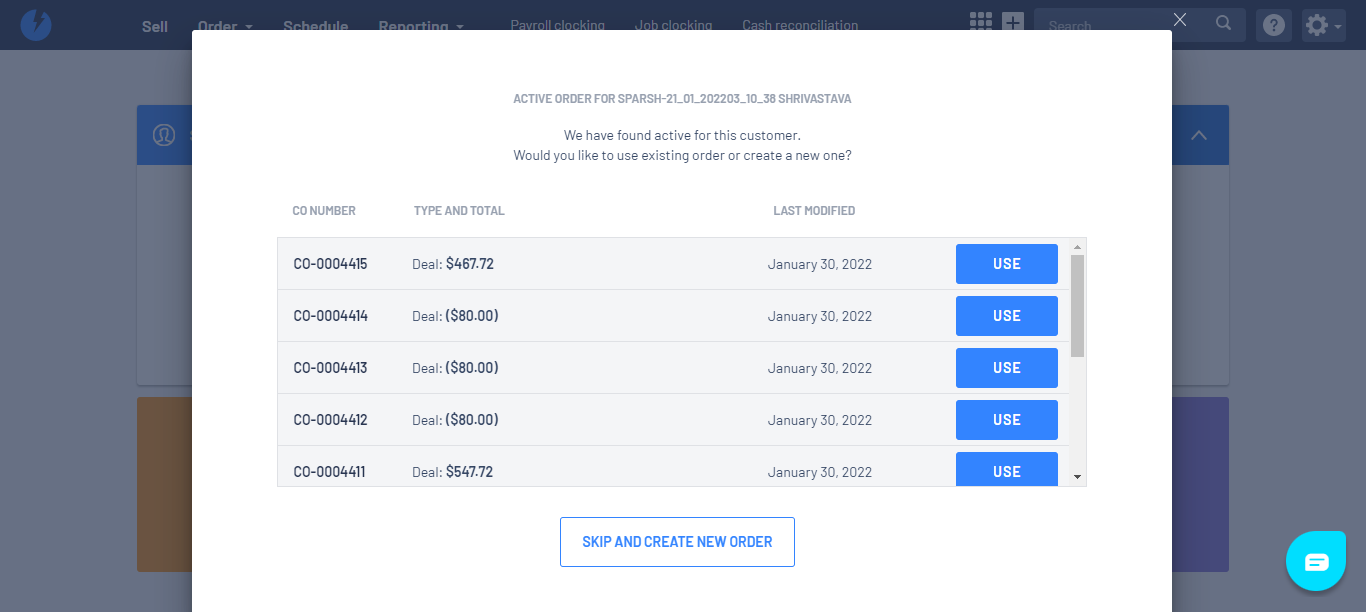 Sell Order Schedule Reporting Payroll clocking Job clocking Cash reconciliation Search
ACTIVE ORDER FOR SPARSH-21_01_202203_10_38 SHRIVASTAVA
We have found active for this customer.
Would you like to use existing order or create a new one?
CO NUMBER TYPE AND TOTAL LAST MODIFIED
CO-0004415 Deal: $467.72 January 30, 2022 USE
CO-0004414 Deal: ($80.00) January 30, 2022 USE
CO-0004413 Deal: ($80.00) January 30, 2022 USE
CO-0004412 Deal: ($80.00) January 30, 2022 USE
CO-0004411 Deal: $547.72 January 30, 2022 USE
SKIP AND CREATE NEW ORDER